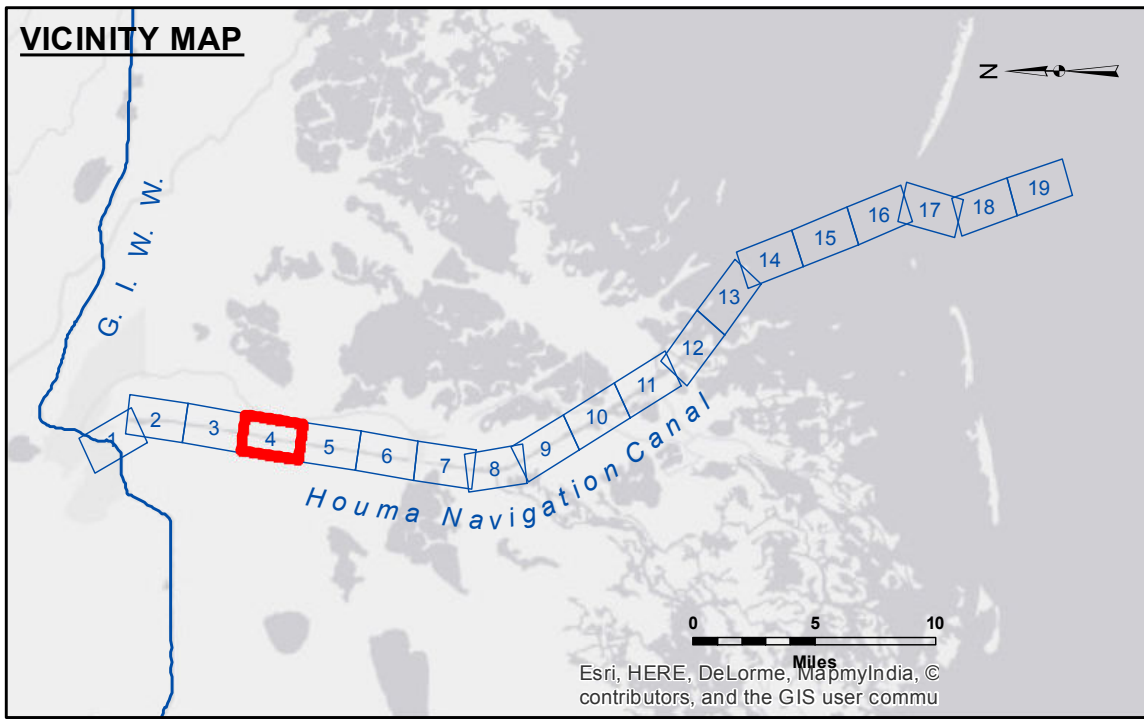 VICINITY MAP
N
G. I. W. W.
1
2
3
4
5
6
7
8
9
10
11
12
13
14
15
16
17
18
19
Houma Navigation Canal
0 5 10
Miles
Esri, HERE, DeLorme, MapmyIndia, ©
contributors, and the GIS user commu